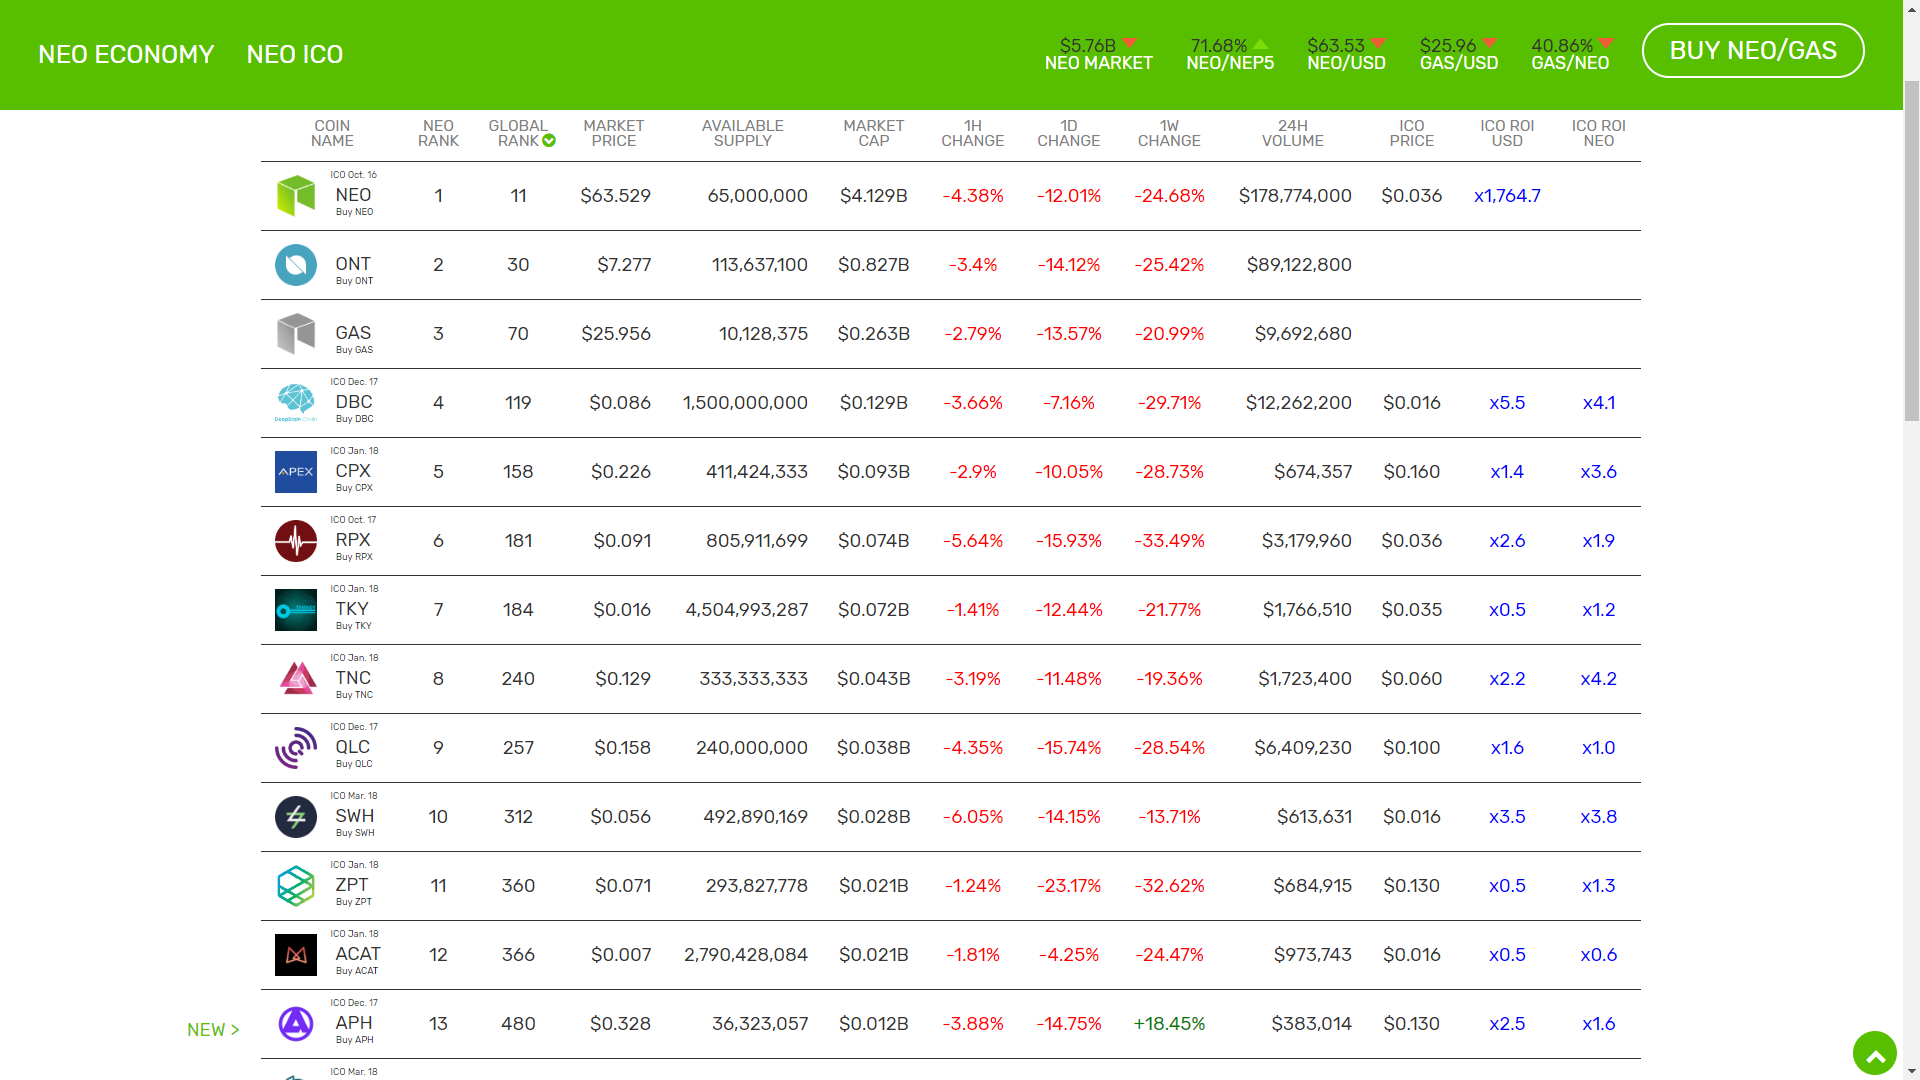 NEO ECONOMY NEO ICO
$5.76B 71.68% $63.53 $25.96 40.86%
NEO MARKET NEO/NEP5 NEO/USD GAS/USD GAS/NEO
BUY NEO/GAS
COIN NEO GLOBAL MARKET AVAILABLE MARKET 1H 1D 1W 24H ICO ICO ROI ICO ROI
NAME RANK RANK PRICE SUPPLY CAP CHANGE CHANGE CHANGE VOLUME PRICE USD NEO
ICO Oct. 16
NEO 1 11 $63.529 65,000,000 $4.129B -4.38% -12.01% -24.68% $178,774,000 $0.036 x1,764.7
Buy NEO
ONT 2 30 $7.277 113,637,100 $0.827B -3.4% -14.12% -25.42% $89,122,800
Buy ONT
GAS 3 70 $25.956 10,128,375 $0.263B -2.79% -13.57% -20.99% $9,692,680
Buy GAS
ICO Dec. 17
DBC 4 119 $0.086 1,500,000,000 $0.129B -3.66% -7.16% -29.71% $12,262,200 $0.016 x5.5 x4.1
DeepBrain Chain
Buy DBC
ICO Jan. 18
APEX CPX 5 158 $0.226 411,424,333 $0.093B -2.9% -10.05% -28.73% $674,357 $0.160 x1.4 x3.6
Buy CPX
ICO Oct. 17
RPX 6 181 $0.091 805,911,699 $0.074B -5.64% -15.93% -33.49% $3,179,960 $0.036 x2.6 x1.9
Buy RPX
ICO Jan. 18
TKY 7 184 $0.016 4,504,993,287 $0.072B -1.41% -12.44% -21.77% $1,766,510 $0.035 x0.5 x1.2
Buy TKY
ICO Jan. 18
TNC 8 240 $0.129 333,333,333 $0.043B -3.19% -11.48% -19.36% $1,723,400 $0.060 x2.2 x4.2
Buy TNC
ICO Dec. 17
QLC 9 257 $0.158 240,000,000 $0.038B -4.35% -15.74% -28.54% $6,409,230 $0.100 x1.6 x1.0
Buy QLC
ICO Mar. 18
SWH 10 312 $0.056 492,890,169 $0.028B -6.05% -14.15% -13.71% $613,631 $0.016 x3.5 x3.8
Buy SWH
ICO Jan. 18
ZPT 11 360 $0.071 293,827,778 $0.021B -1.24% -23.17% -32.62% $684,915 $0.130 x0.5 x1.3
Buy ZPT
ICO Jan. 18
ACAT 12 366 $0.007 2,790,428,084 $0.021B -1.81% -4.25% -24.47% $973,743 $0.016 x0.5 x0.6
Buy ACAT
ICO Dec. 17
NEW > APH 13 480 $0.328 36,323,057 $0.012B -3.88% -14.75% +18.45% $383,014 $0.130 x2.5 x1.6
Buy APH
ICO Mar. 18